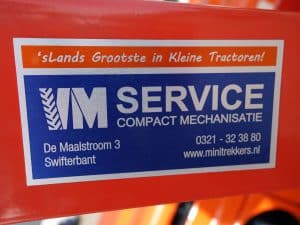 'sLands Grootste in Kleine Tractoren!
VM SERVICE
COMPACT MECHANISATIE
De Maalstroom 3
Swifterbant
0321 - 32 38 80
www.minitrekkers.nl